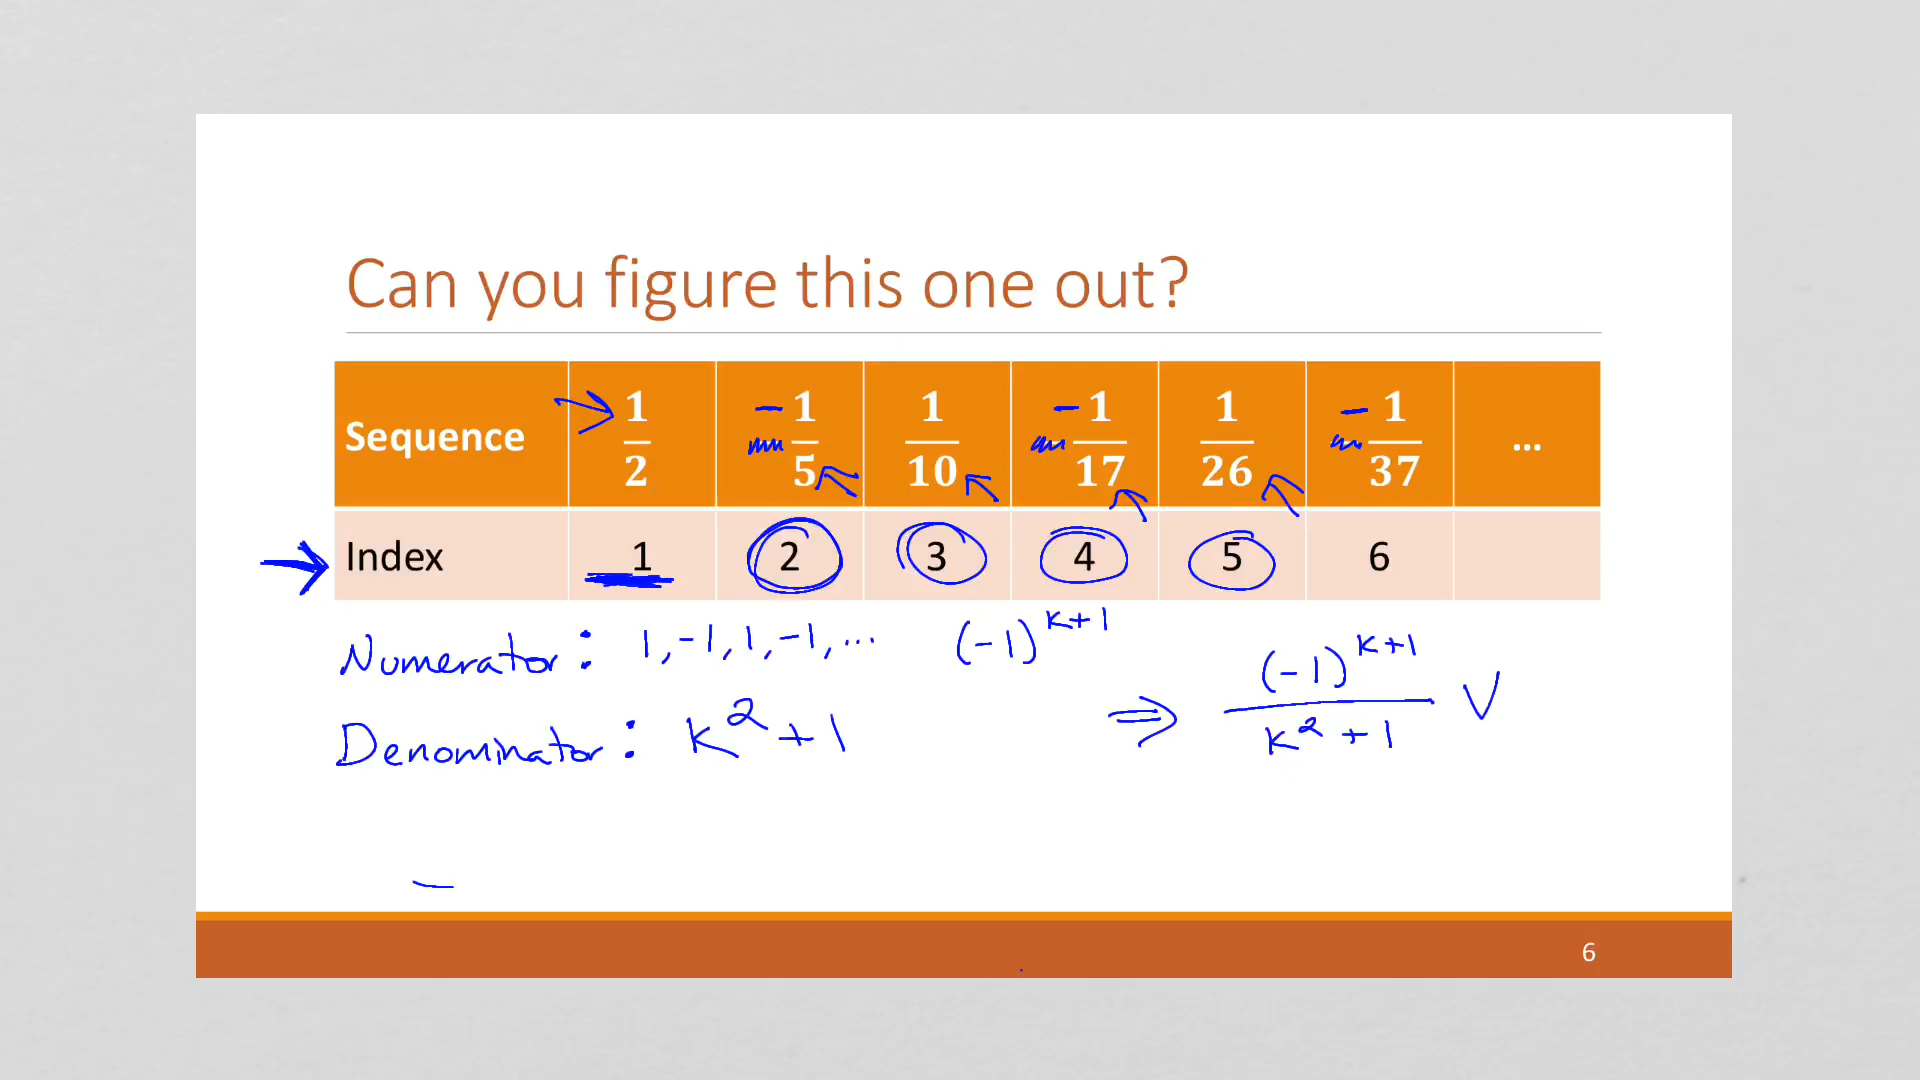 Can you figure this one out?
Sequence 1/2 -1/5 1/10 -1/17 1/26 -1/37 ...
Index 1 2 3 4 5 6
Numerator: 1, -1, 1, -1, ... (-1)^{k+1}
Denominator: k^2 + 1 ⇒ (-1)^{k+1} / k^2 + 1 ✓
6